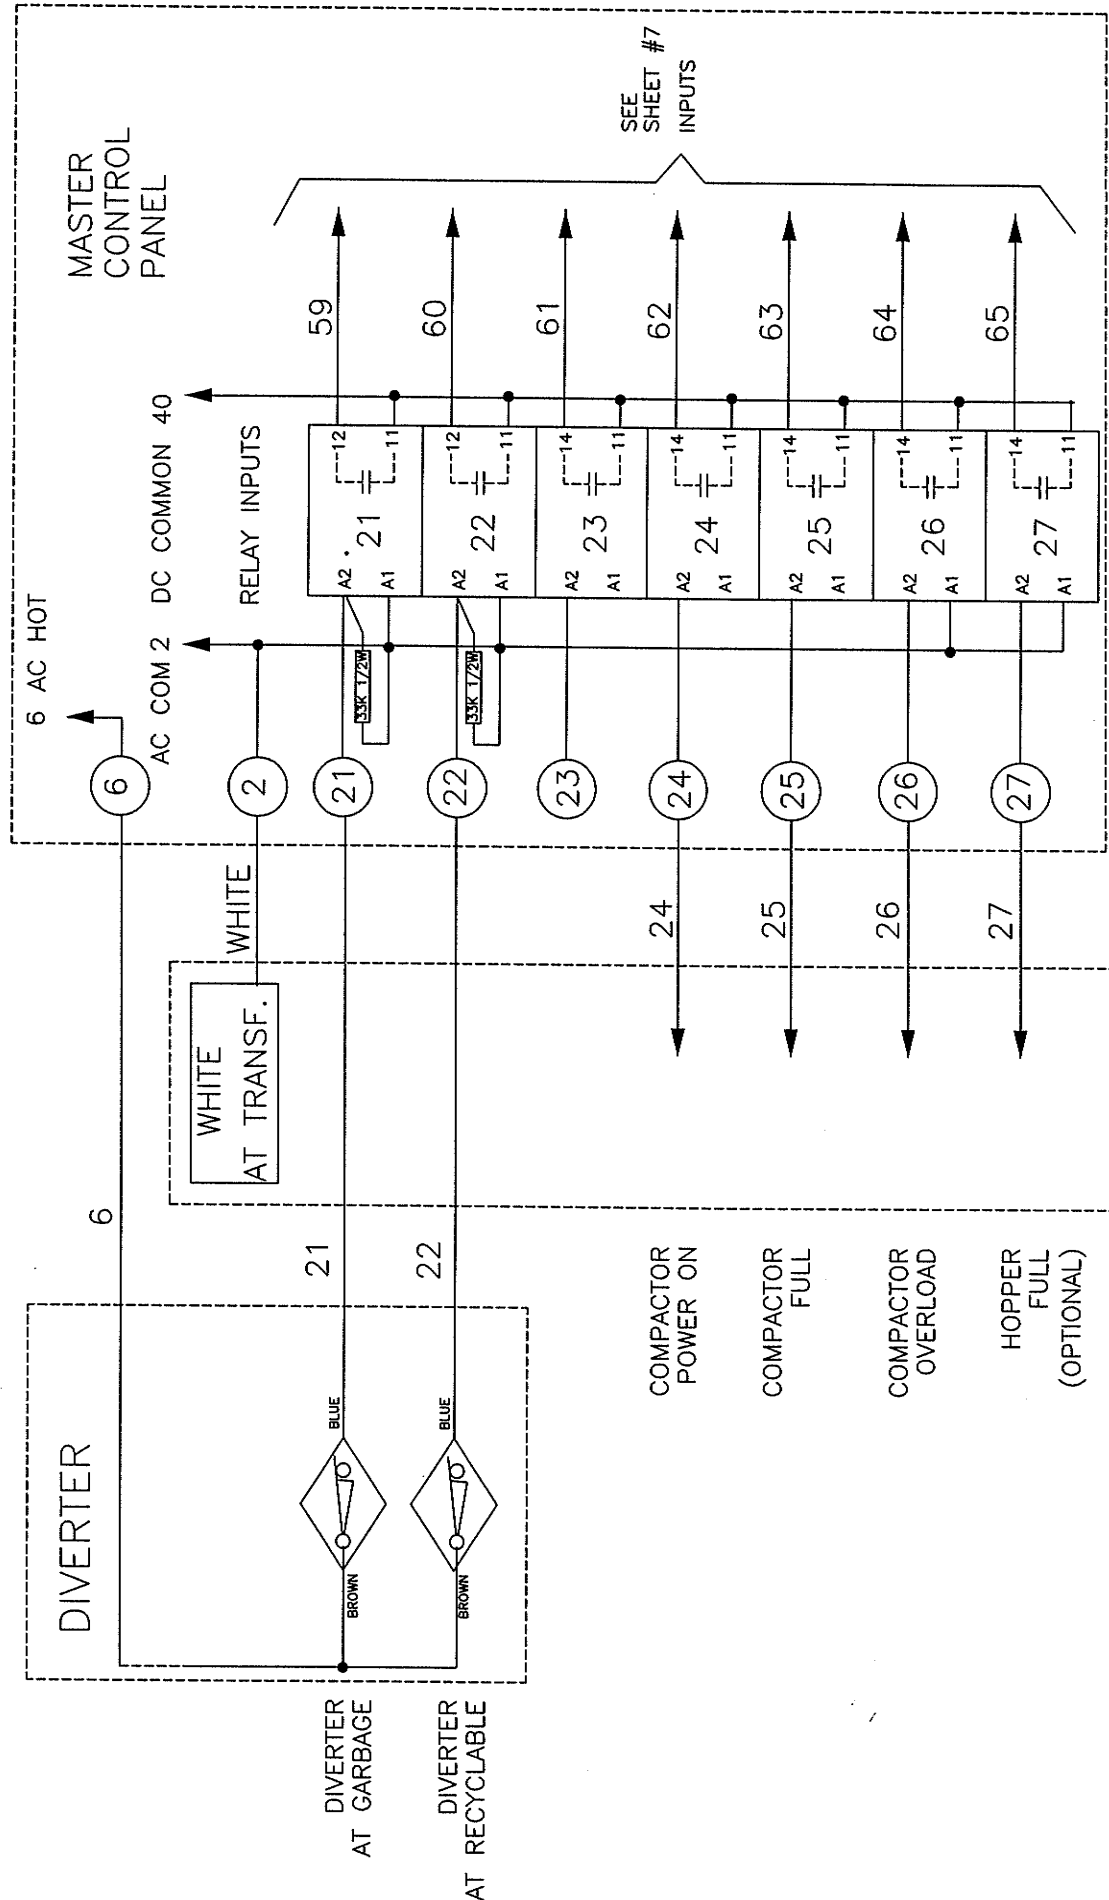 MASTER
CONTROL
PANEL
SEE
SHEET #7
INPUTS
6 AC HOT
AC COM 2
DC COMMON 40
RELAY INPUTS
DIVERTER
6
6
WHITE
AT TRANSF.
WHITE
2
DIVERTER
AT GARBAGE
BROWN
BLUE
21
21
33K 1/2W
A2
A1
21
12
11
59
DIVERTER
AT RECYCLABLE
BROWN
BLUE
22
22
33K 1/2W
A2
A1
22
12
11
60
23
A2
A1
23
14
11
61
COMPACTOR
POWER ON
24
24
A2
A1
24
14
11
62
COMPACTOR
FULL
25
25
A2
A1
25
14
11
63
COMPACTOR
OVERLOAD
26
26
A2
A1
26
14
11
64
HOPPER
FULL
(OPTIONAL)
27
27
A2
A1
27
14
11
65